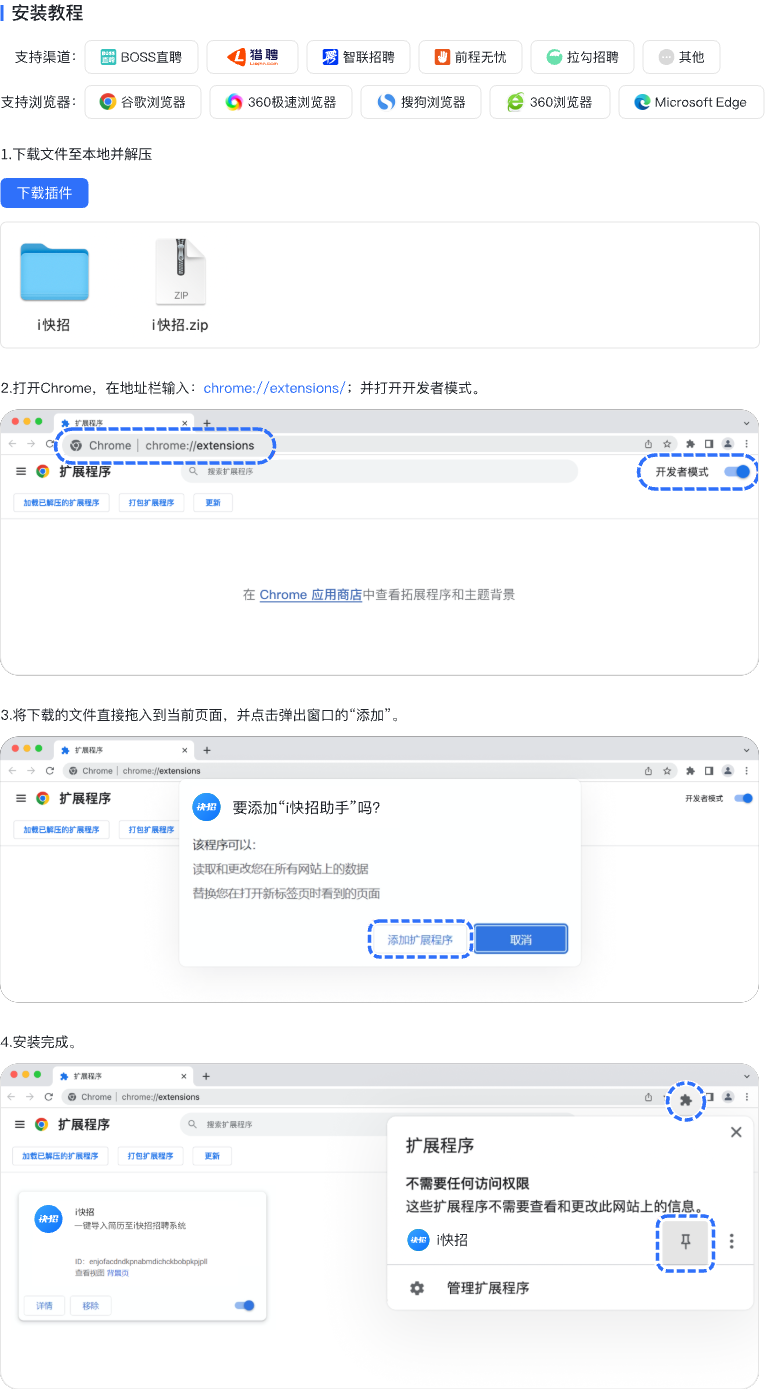 安装教程
支持渠道： BOSS直聘 猎聘 Liepin.com 智联招聘 前程无忧 拉勾招聘 其他
支持浏览器： 谷歌浏览器 360极速浏览器 搜狗浏览器 360浏览器 Microsoft Edge
1.下载文件至本地并解压
下载插件
ZIP
i快招 i快招.zip
2.打开Chrome，在地址栏输入：chrome://extensions/；并打开开发者模式。
扩展程序
Chrome | chrome://extensions
扩展程序 搜索扩展程序 开发者模式
加载已解压的扩展程序 打包扩展程序 更新
在 Chrome 应用商店中查看拓展程序和主题背景
3.将下载的文件直接拖入到当前页面，并点击弹出窗口的“添加”。
扩展程序
Chrome | chrome://extensions
扩展程序 开发者模式
快招 要添加“i快招助手”吗?
加载已解压的扩展程序 打包扩展程序
该程序可以：
读取和更改您在所有网站上的数据
替换您在打开新标签页时看到的页面
添加扩展程序 取消
4.安装完成。
扩展程序
Chrome | chrome://extensions
扩展程序 搜索扩展程序
加载已解压的扩展程序 打包扩展程序 更新
扩展程序
不需要任何访问权限
这些扩展程序不需要查看和更改此网站上的信息。
快招 i快招
管理扩展程序
快招 i快招
一键导入简历至i快招招聘系统
ID: enjofacdndkpnabmdichckbobpkpjpll
查看视图 背景页
详情 移除